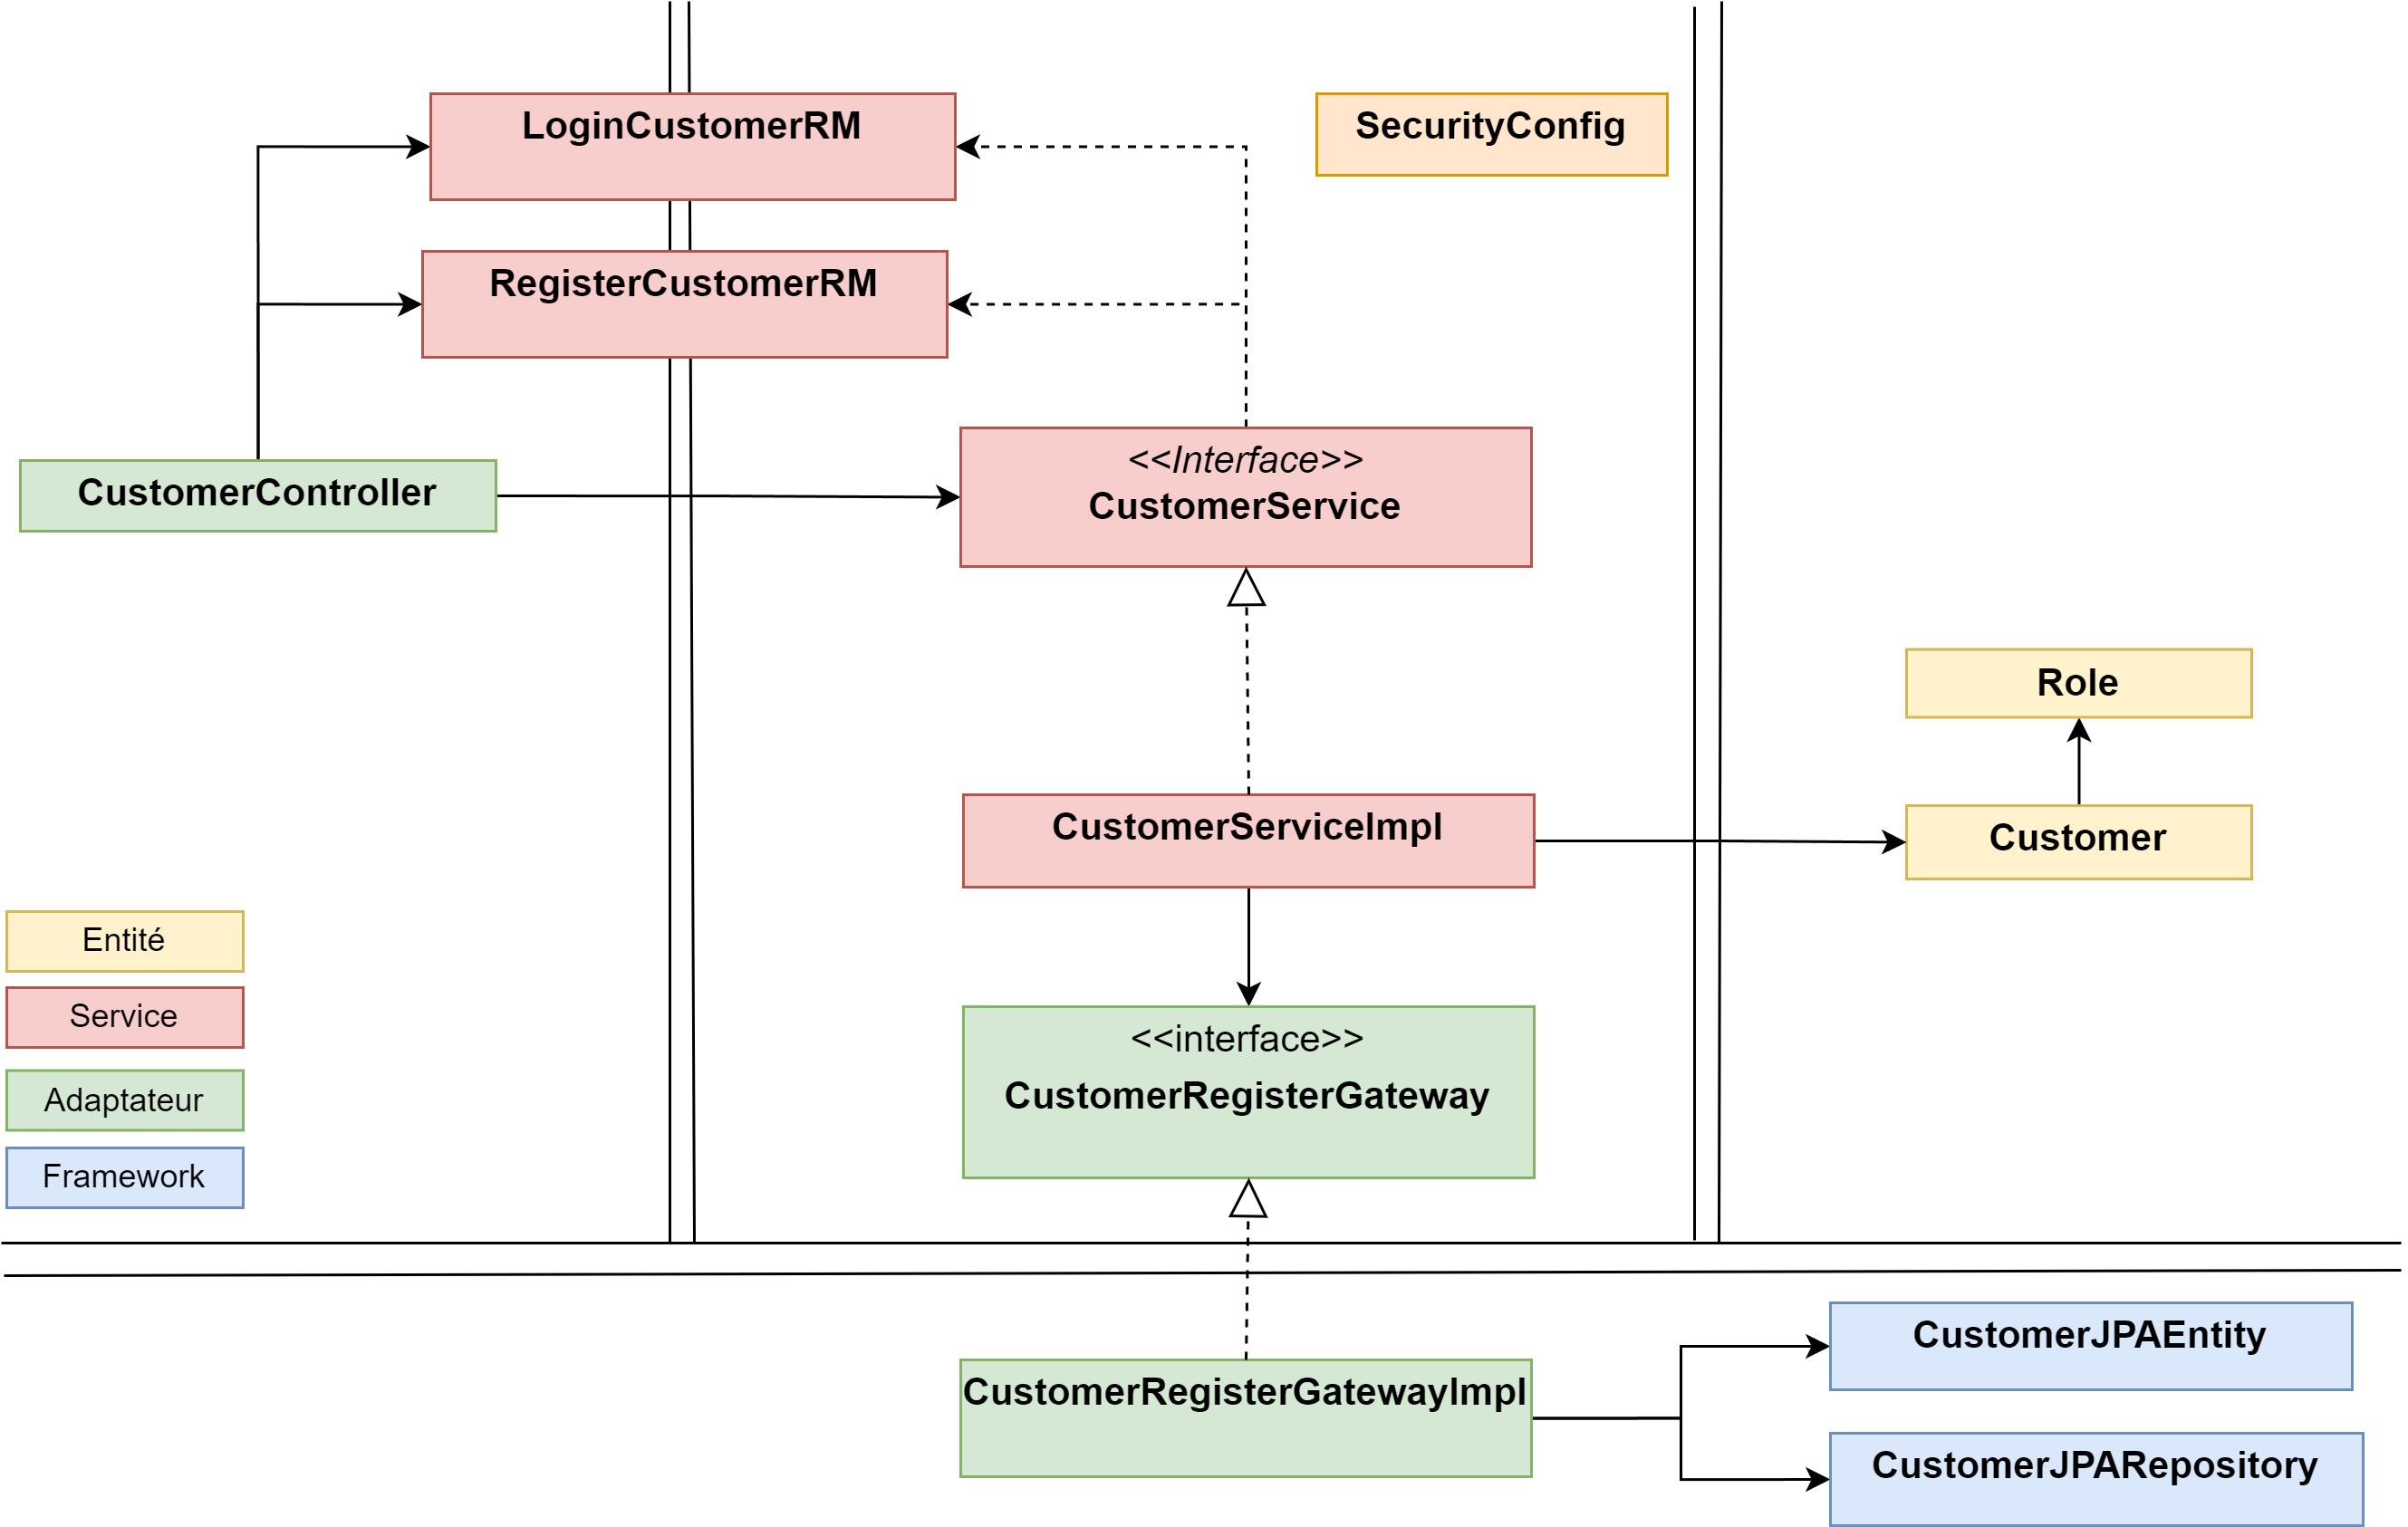 LoginCustomerRM
SecurityConfig
RegisterCustomerRM
CustomerController
<<Interface>>
CustomerService
Role
CustomerServiceImpl
Customer
Entité
Service
Adaptateur
Framework
<<interface>>
CustomerRegisterGateway
CustomerJPAEntity
CustomerRegisterGatewayImpl
CustomerJPARepository